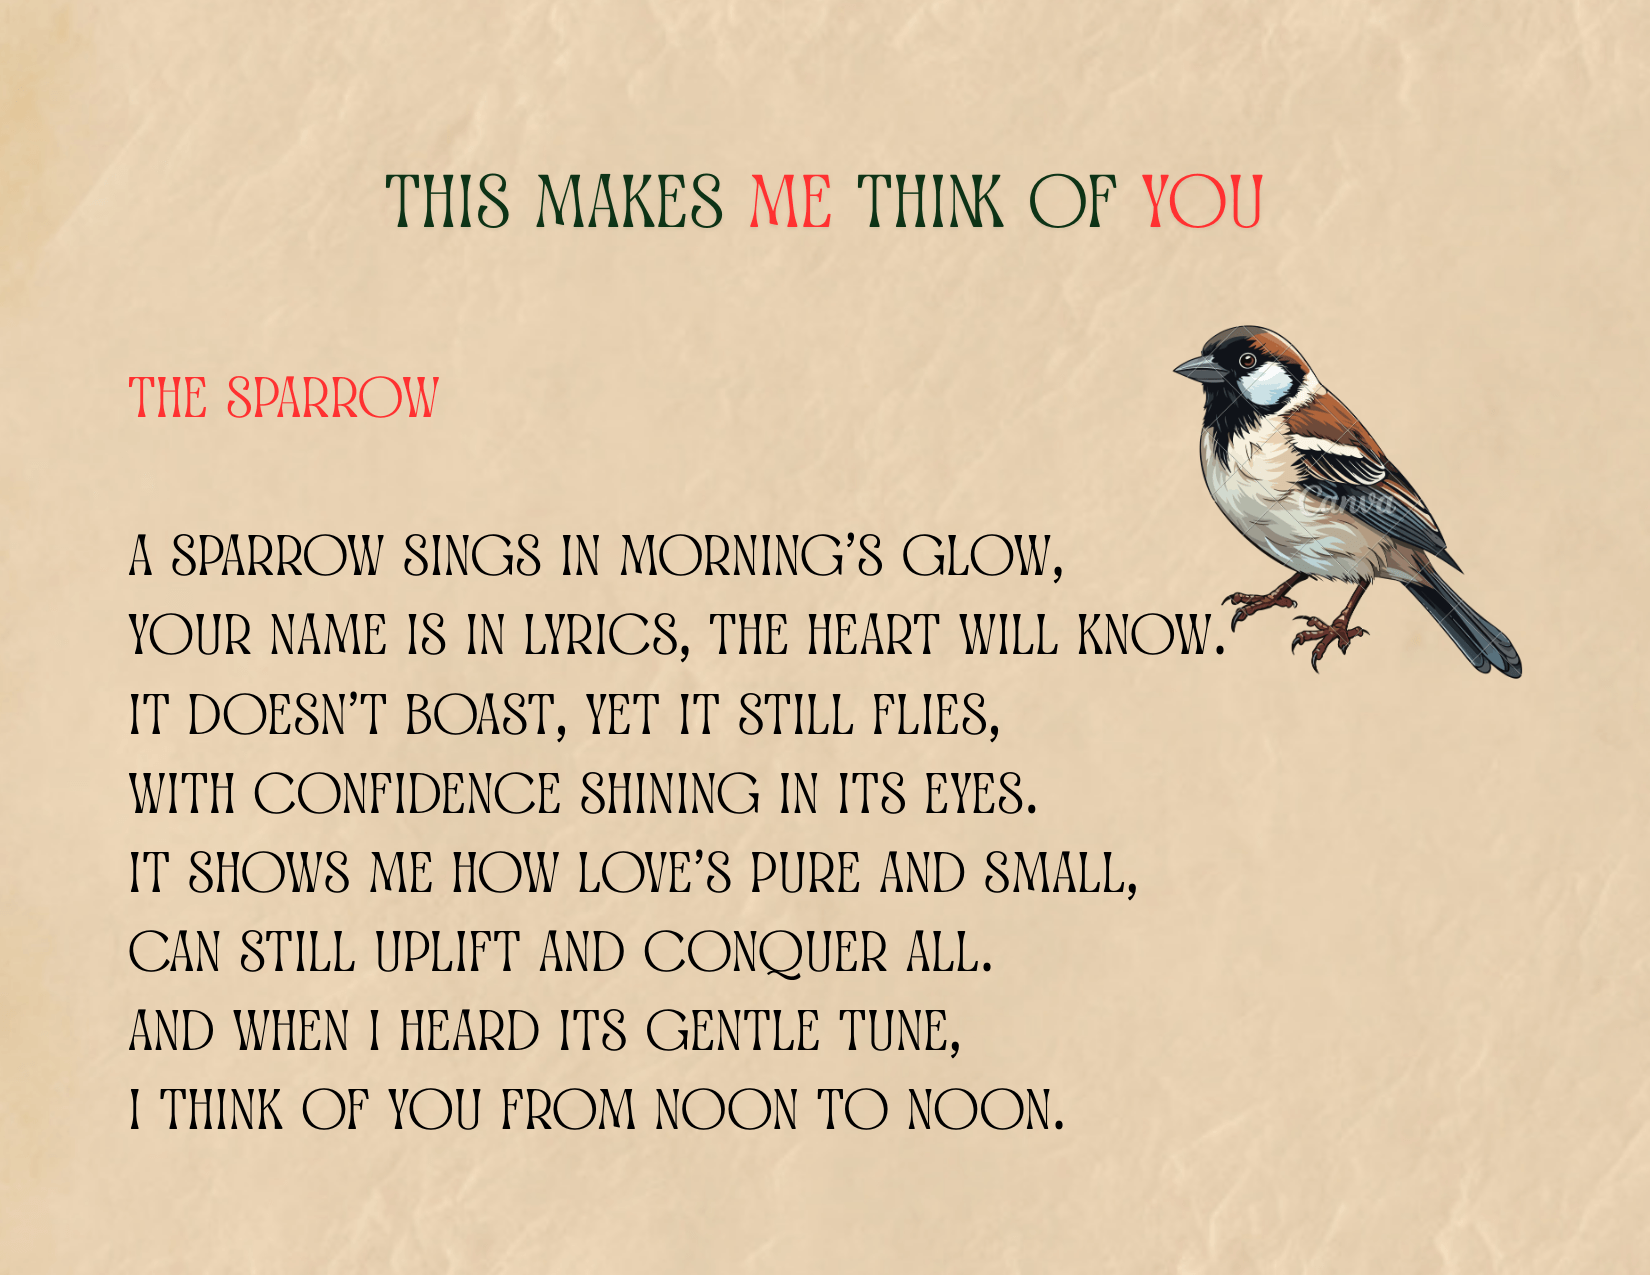 THIS MAKES ME THINK OF YOU
THE SPARROW
A SPARROW SINGS IN MORNING’S GLOW,
YOUR NAME IS IN LYRICS, THE HEART WILL KNOW.
IT DOESN’T BOAST, YET IT STILL FLIES,
WITH CONFIDENCE SHINING IN ITS EYES.
IT SHOWS ME HOW LOVE’S PURE AND SMALL,
CAN STILL UPLIFT AND CONQUER ALL.
AND WHEN I HEARD ITS GENTLE TUNE,
I THINK OF YOU FROM NOON TO NOON.
Canva